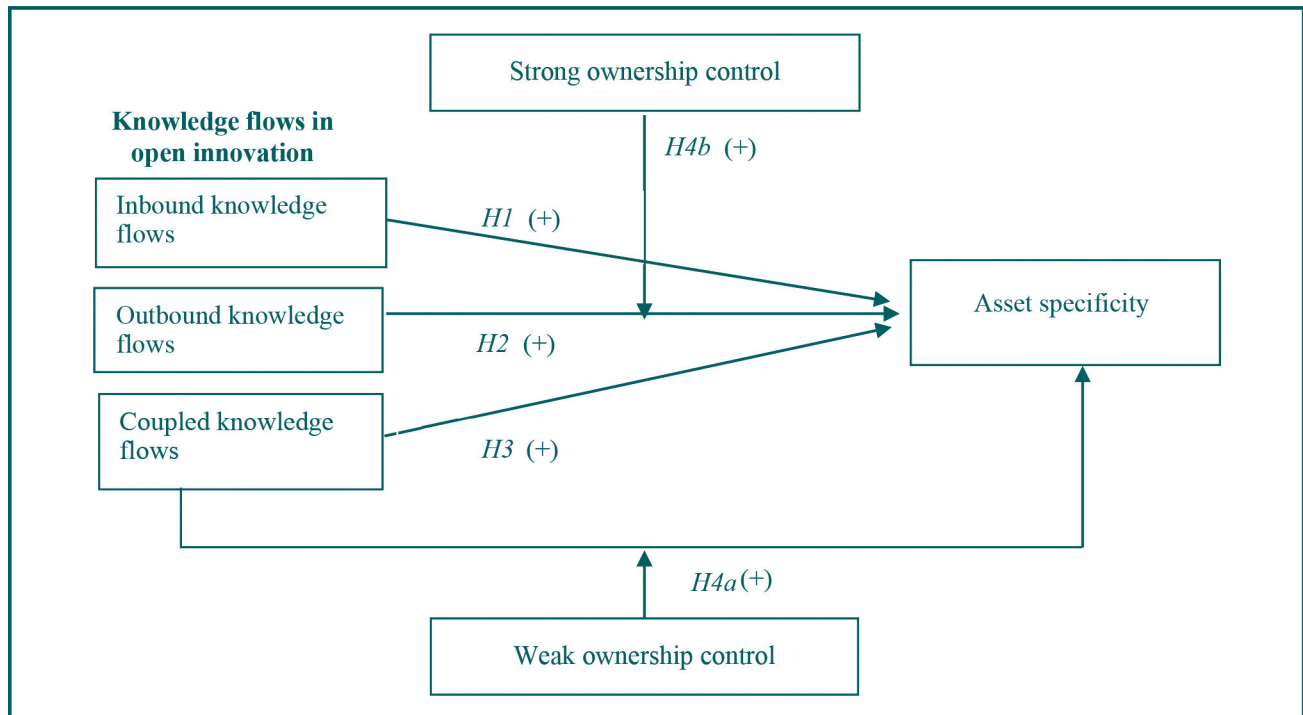 Strong ownership control
Knowledge flows in
open innovation
H4b (+)
Inbound knowledge
flows
H1 (+)
Outbound knowledge
flows
H2 (+)
Asset specificity
Coupled knowledge
flows
H3 (+)
H4a (+)
Weak ownership control